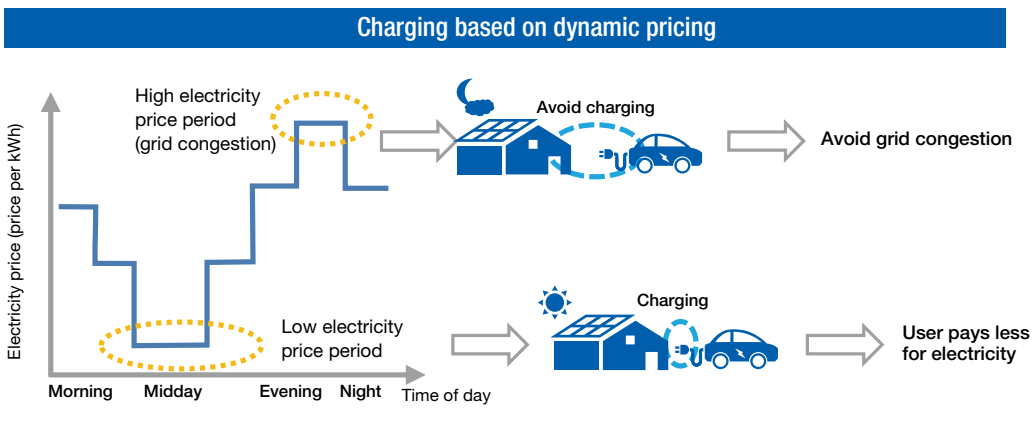 Charging based on dynamic pricing
Electricity price (price per kWh)
High electricity
price period
(grid congestion)
Avoid charging
Avoid grid congestion
Low electricity
price period
Charging
User pays less
for electricity
Morning
Midday
Evening
Night
Time of day